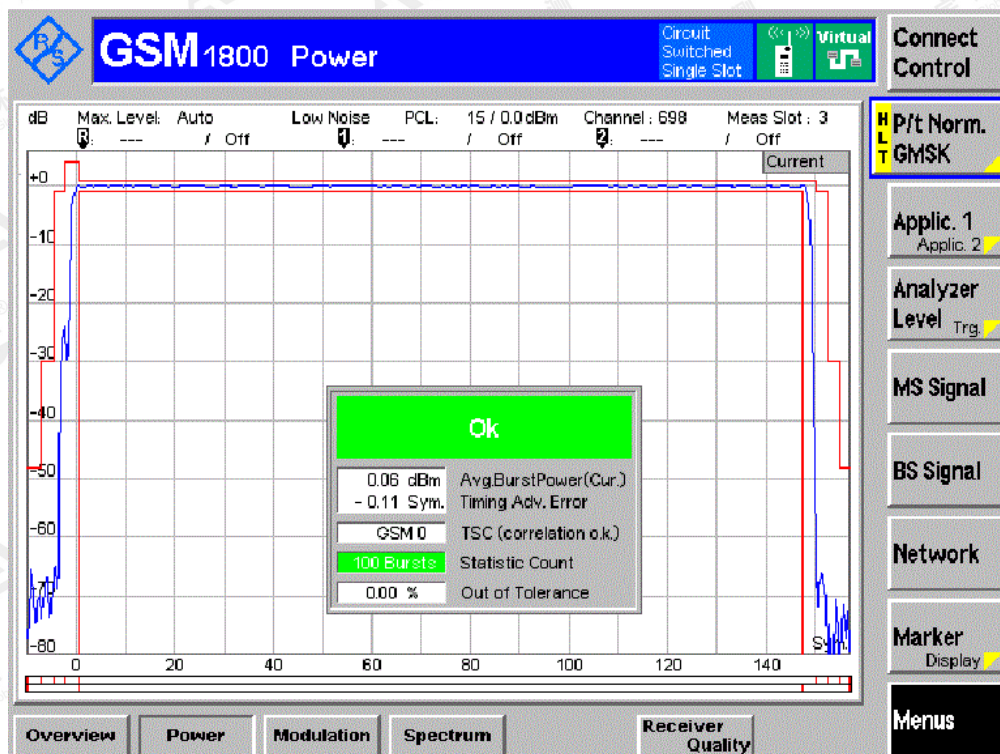 R S
GSM 1800 Power
Circuit
Switched
Single Slot
Virtual
Connect
Control
dB Max. Level: Auto Low Noise PCL: 15 / 0.0 dBm Channel : 698 Meas Slot : 3
R: --- / Off 1: --- / Off 2: --- / Off
Current
H
L
T
P/t Norm.
GMSK
Applic. 1
Applic. 2
Analyzer
Level Trg.
MS Signal
BS Signal
Network
Marker
Display
Menus
+0
-10
-20
-30
-40
-50
-60
-70
-80
Ok
0.06 dBm Avg.BurstPower(Cur.)
- 0.11 Sym. Timing Adv. Error
GSM 0 TSC (correlation o.k.)
100 Bursts Statistic Count
0.00 % Out of Tolerance
0 20 40 60 80 100 120 140
Overview Power Modulation Spectrum Receiver
Quality